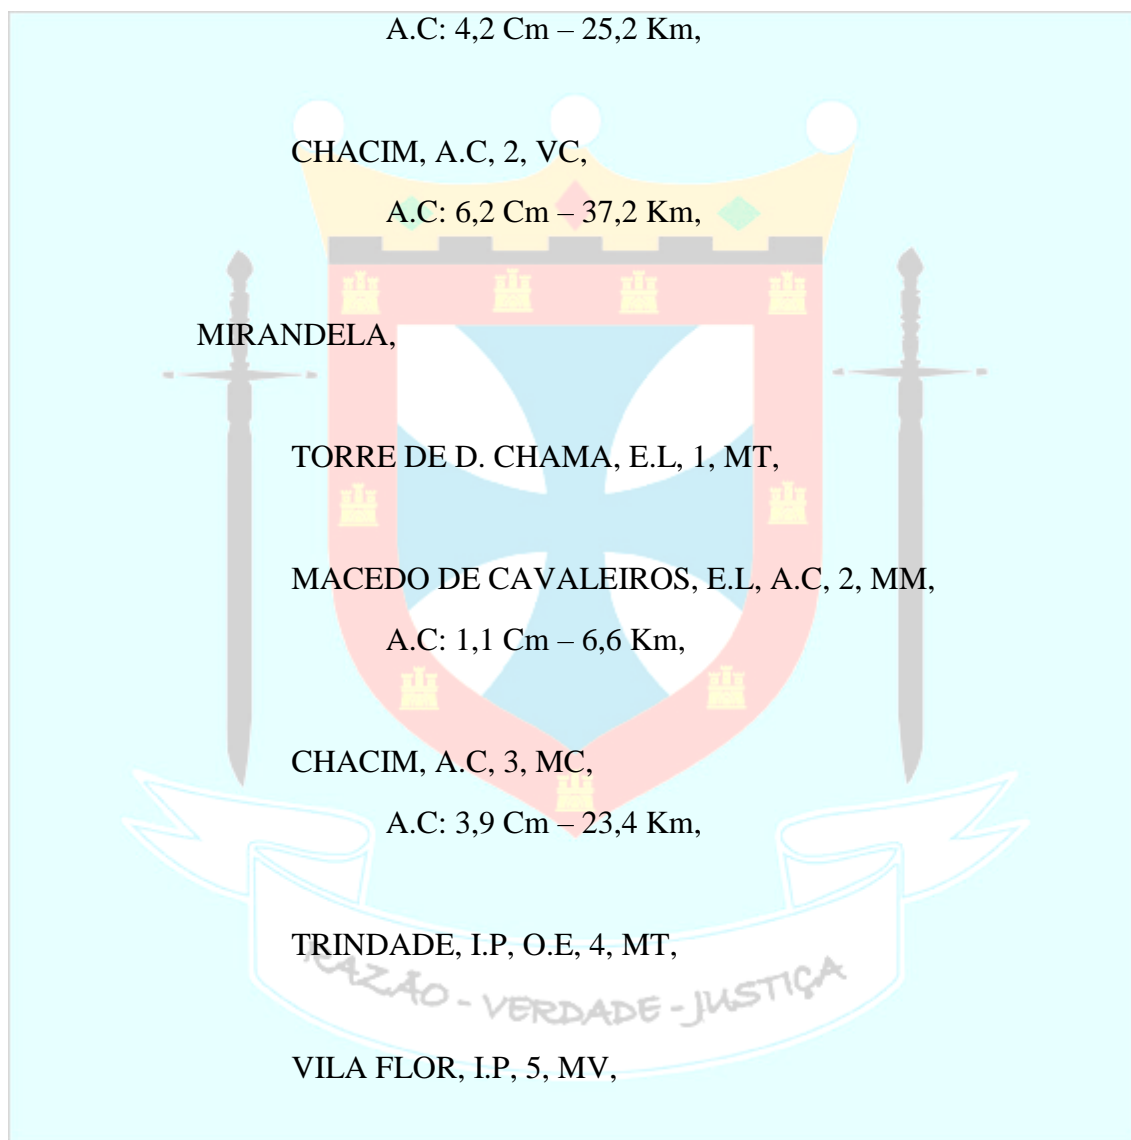 A.C: 4,2 Cm – 25,2 Km,
CHACIM, A.C, 2, VC,
A.C: 6,2 Cm – 37,2 Km,
MIRANDELA,
TORRE DE D. CHAMA, E.L, 1, MT,
MACEDO DE CAVALEIROS, E.L, A.C, 2, MM,
A.C: 1,1 Cm – 6,6 Km,
CHACIM, A.C, 3, MC,
A.C: 3,9 Cm – 23,4 Km,
TRINDADE, I.P, O.E, 4, MT,
RAZÃO - VERDADE - JUSTIÇA
VILA FLOR, I.P, 5, MV,